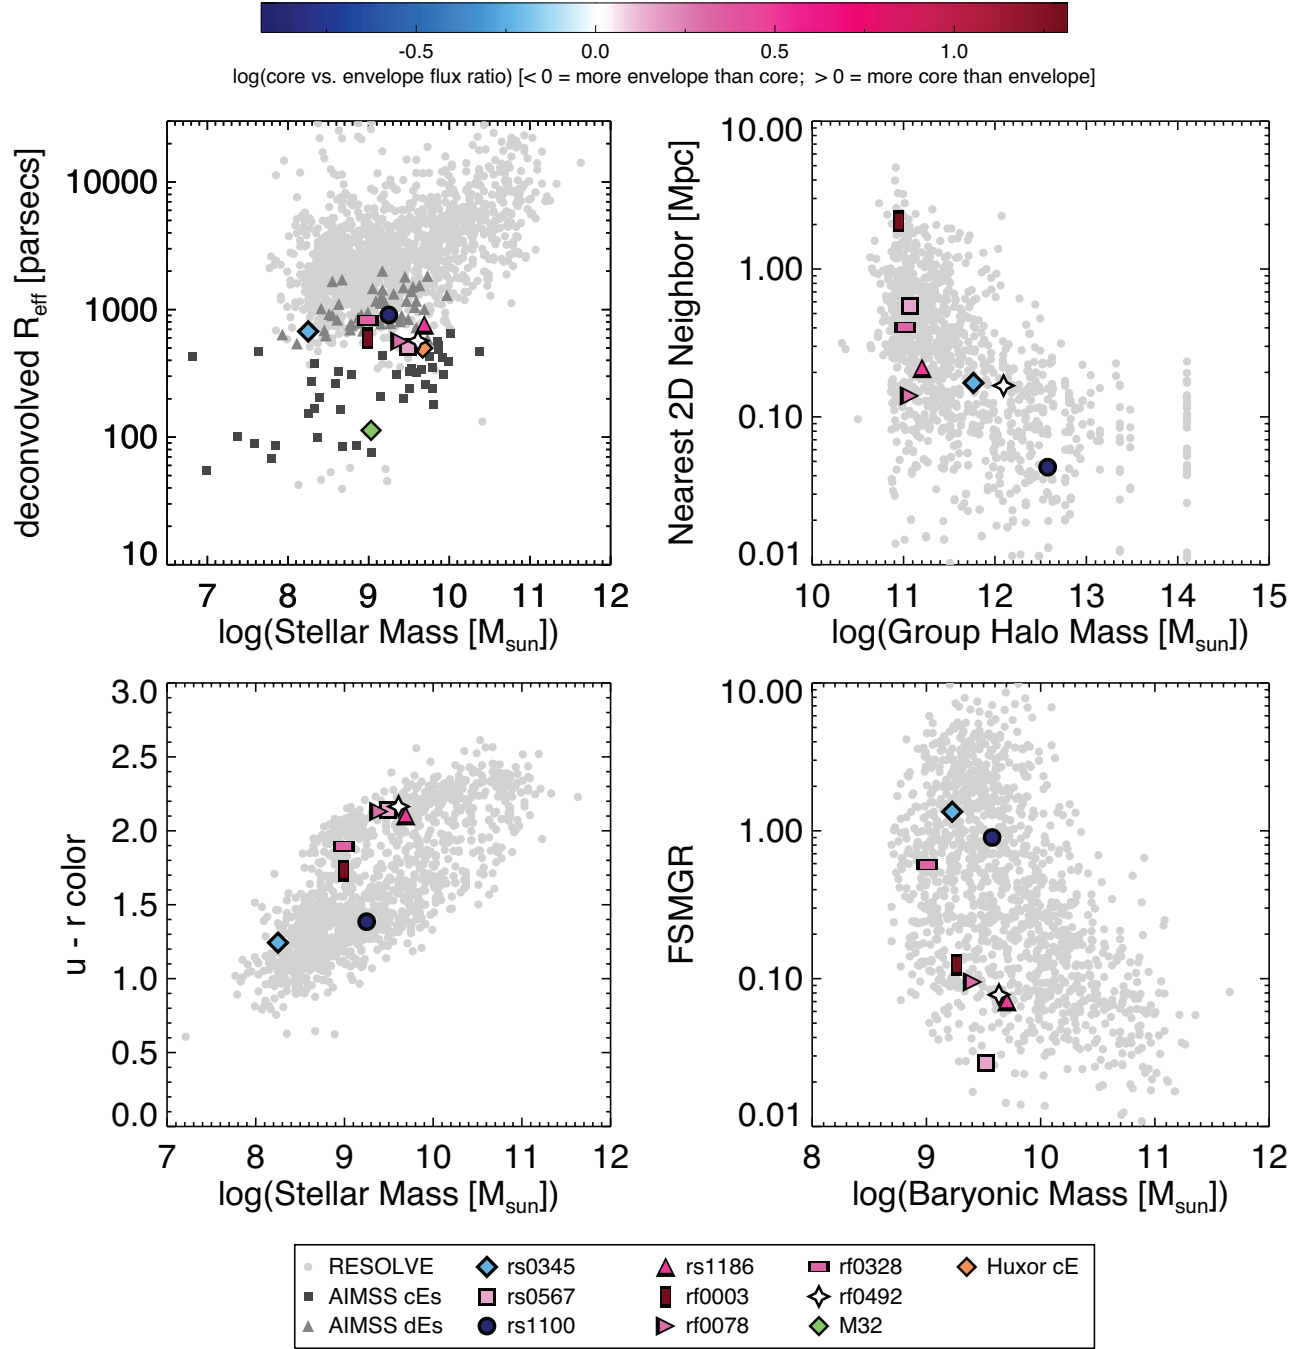 -0.5 0.0 0.5 1.0
log(core vs. envelope flux ratio) [< 0 = more envelope than core; > 0 = more core than envelope]
deconvolved Reff [parsecs]
10000
1000
100
10
7 8 9 10 11 12
log(Stellar Mass [Msun])
Nearest 2D Neighbor [Mpc]
10.00
1.00
0.10
0.01
10 11 12 13 14 15
log(Group Halo Mass [Msun])
u - r color
3.0
2.5
2.0
1.5
1.0
0.5
0.0
7 8 9 10 11 12
log(Stellar Mass [Msun])
FSMGR
10.00
1.00
0.10
0.01
8 9 10 11 12
log(Baryonic Mass [Msun])
RESOLVE rs0345 rs1186 rf0328 Huxor cE
AIMSS cEs rs0567 rf0003 rf0492
AIMSS dEs rs1100 rf0078 M32